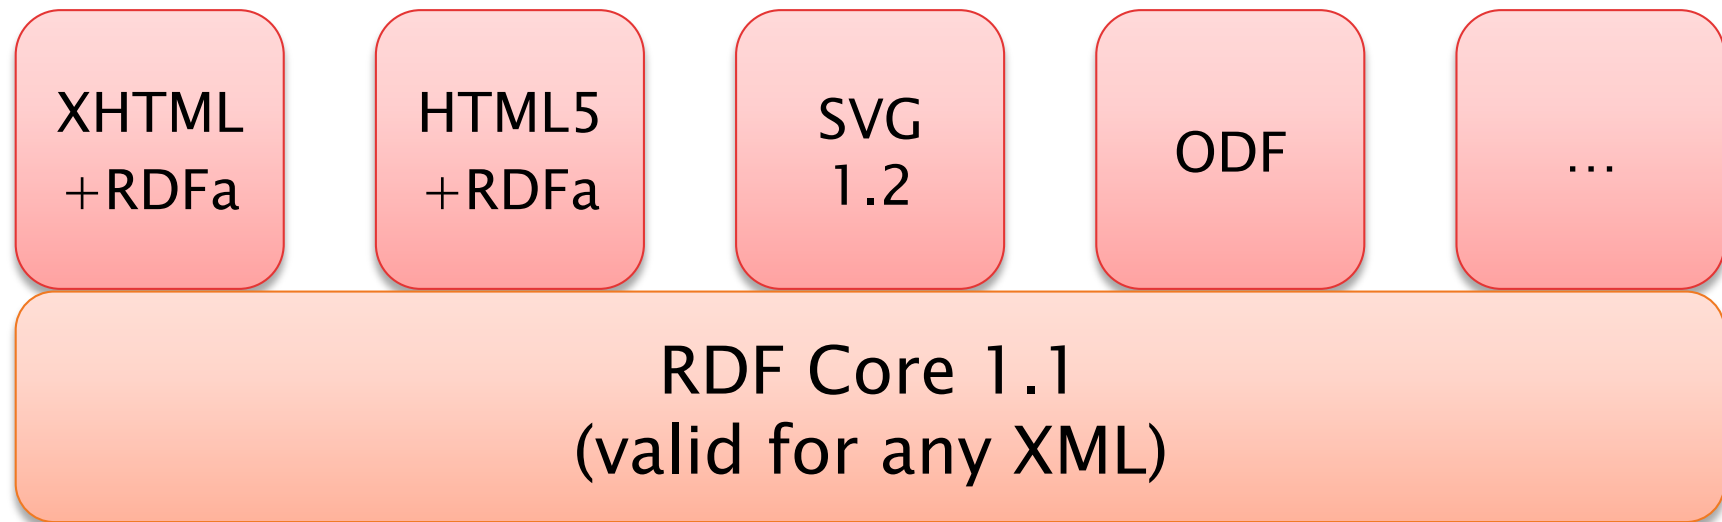 XHTML
+RDFa
HTML5
+RDFa
SVG
1.2
ODF
...
RDF Core 1.1
(valid for any XML)